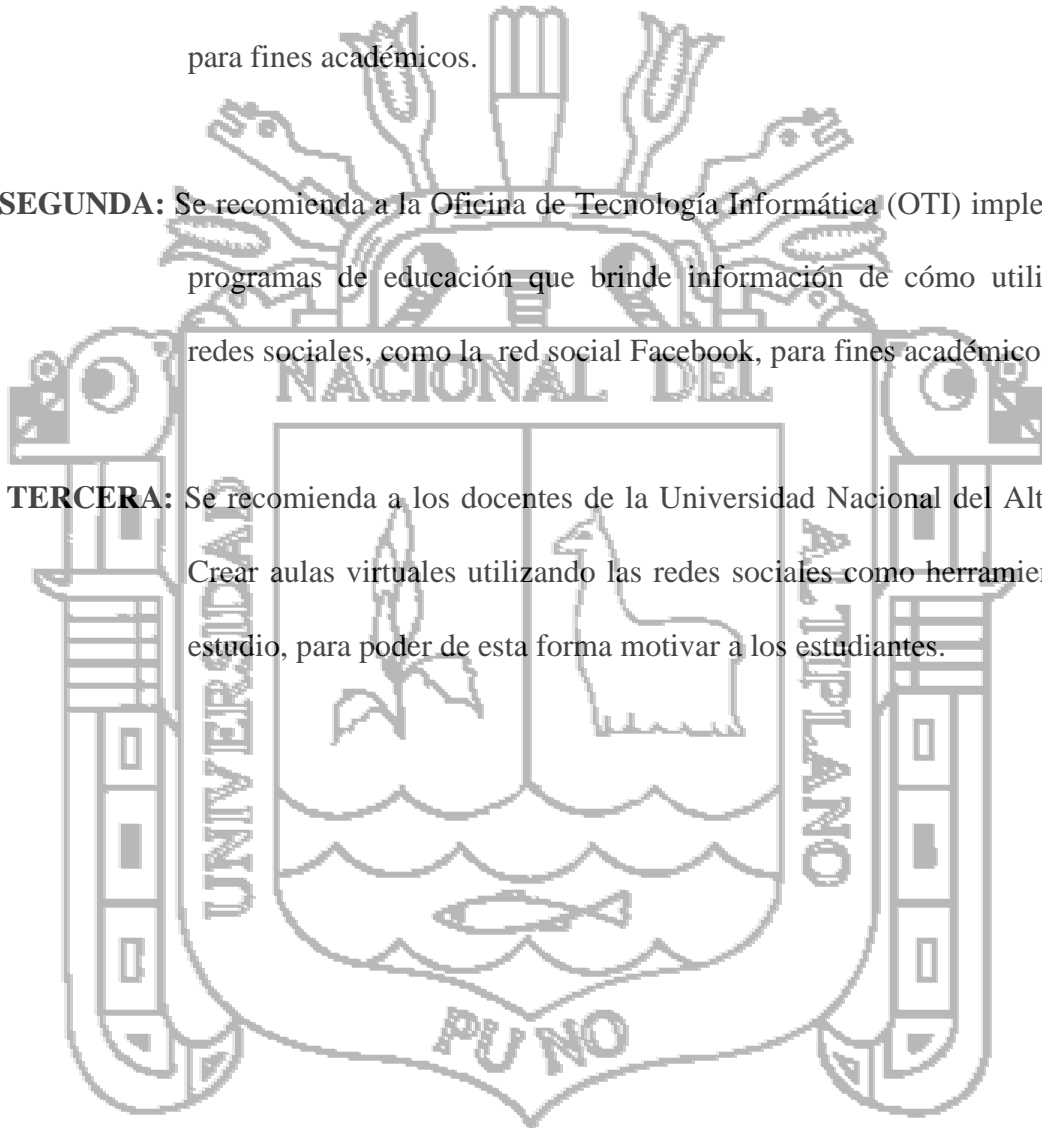 para fines académicos.
SEGUNDA: Se recomienda a la Oficina de Tecnología Informática (OTI) imple
programas de educación que brinde información de cómo utili
redes sociales, como la red social Facebook, para fines académico
NACIONAL DEL
TERCERA: Se recomienda a los docentes de la Universidad Nacional del Alt
Crear aulas virtuales utilizando las redes sociales como herramien
estudio, para poder de esta forma motivar a los estudiantes.
UNIVERSIDAD
ALTIPLANO
PUNO